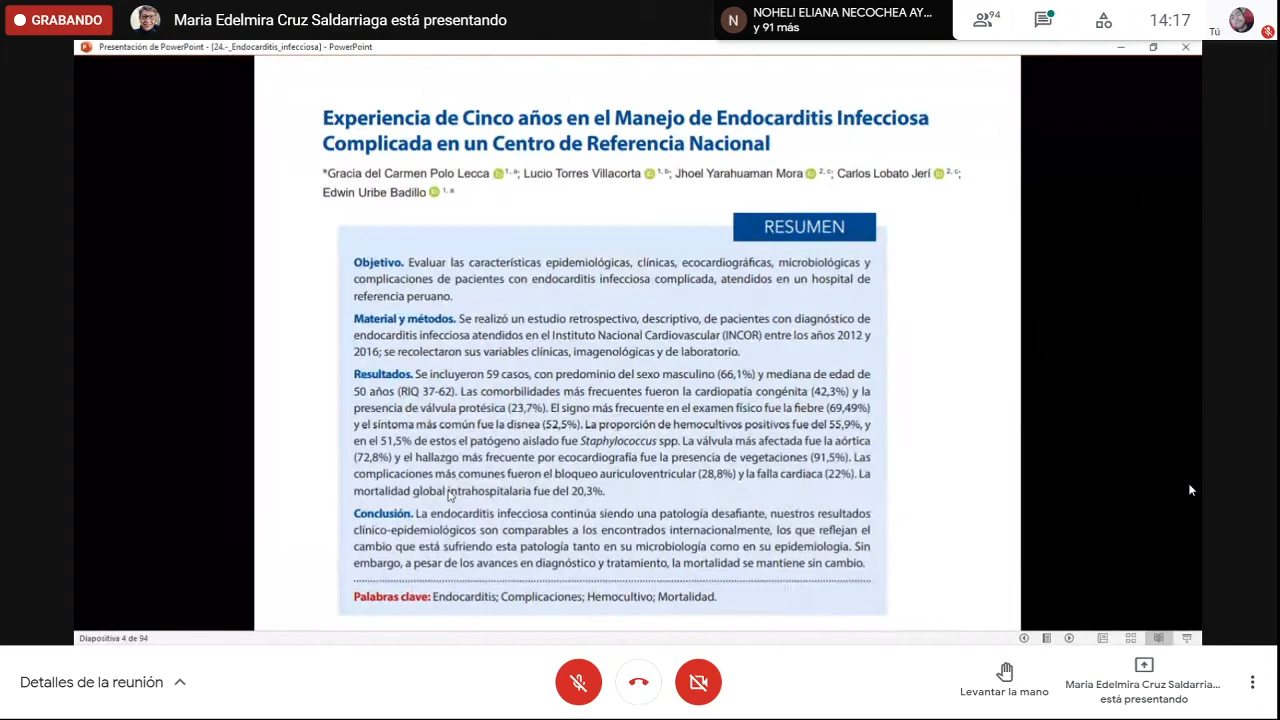 GRABANDO
Maria Edelmira Cruz Saldarriaga está presentando
N
NOHELI ELIANA NECOCHEA AY...
y 91 más
94
14:17
Tú
Presentación de PowerPoint - [24.-_Endocarditis_infecciosa] - PowerPoint
Experiencia de Cinco años en el Manejo de Endocarditis Infecciosa
Complicada en un Centro de Referencia Nacional
*Gracia del Carmen Polo Lecca iD 1, a; Lucio Torres Villacorta iD 1, b; Jhoel Yarahuaman Mora iD 2, c; Carlos Lobato Jerí iD 2, c;
Edwin Uribe Badillo iD 1, a
RESUMEN
Objetivo. Evaluar las características epidemiológicas, clínicas, ecocardiográficas, microbiológicas y
complicaciones de pacientes con endocarditis infecciosa complicada, atendidos en un hospital de
referencia peruano.
Material y métodos. Se realizó un estudio retrospectivo, descriptivo, de pacientes con diagnóstico de
endocarditis infecciosa atendidos en el Instituto Nacional Cardiovascular (INCOR) entre los años 2012 y
2016; se recolectaron sus variables clínicas, imagenológicas y de laboratorio.
Resultados. Se incluyeron 59 casos, con predominio del sexo masculino (66,1%) y mediana de edad de
50 años (RIQ 37-62). Las comorbilidades más frecuentes fueron la cardiopatía congénita (42,3%) y la
presencia de válvula protésica (23,7%). El signo más frecuente en el examen físico fue la fiebre (69,49%)
y el síntoma más común fue la disnea (52,5%). La proporción de hemocultivos positivos fue del 55,9%, y
en el 51,5% de estos el patógeno aislado fue Staphylococcus spp. La válvula más afectada fue la aórtica
(72,8%) y el hallazgo más frecuente por ecocardiografía fue la presencia de vegetaciones (91,5%). Las
complicaciones más comunes fueron el bloqueo auriculoventricular (28,8%) y la falla cardiaca (22%). La
mortalidad global intrahospitalaria fue del 20,3%.
Conclusión. La endocarditis infecciosa continúa siendo una patología desafiante, nuestros resultados
clínico-epidemiológicos son comparables a los encontrados internacionalmente, los que reflejan el
cambio que está sufriendo esta patología tanto en su microbiología como en su epidemiologia. Sin
embargo, a pesar de los avances en diagnóstico y tratamiento, la mortalidad se mantiene sin cambio.
Palabras clave: Endocarditis; Complicaciones; Hemocultivo; Mortalidad.
Diapositiva 4 de 94
Detalles de la reunión
Levantar la mano
Maria Edelmira Cruz Saldarria...
está presentando